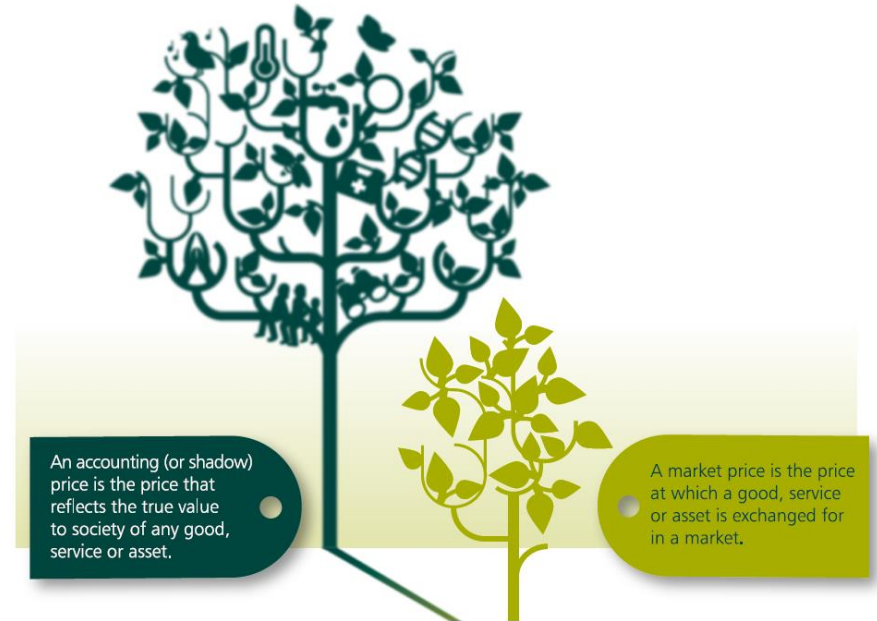 An accounting (or shadow)
price is the price that
reflects the true value
to society of any good,
service or asset.
A market price is the price
at which a good, service
or asset is exchanged for
in a market.